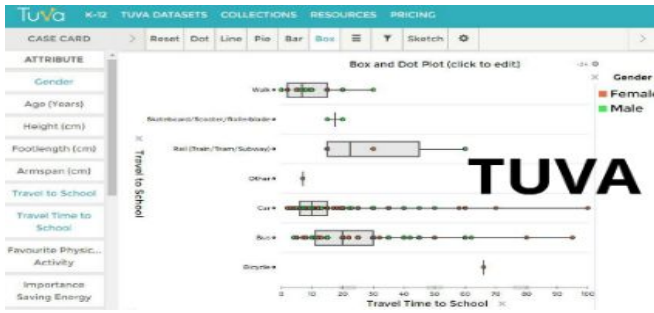 TUVA K-12 TUVA DATASETS COLLECTIONS RESOURCES PRICING
CASE CARD > Reset Dot Line Pie Bar Box Sketch >
ATTRIBUTE
Gender
Age (Years)
Height (cm)
Footlength (cm)
Armspan (cm)
Travel to School
Travel Time to
School
Favourite Physic...
Activity
Importance
Saving Energy
Box and Dot Plot (click to edit)
Travel to School
Walk
Skateboard/Scooter/Rollerblade
Rail (Train/Tram/Subway)
Other
Car
Bus
Bicycle
0 10 20 30 40 50 60 70 80 90 100
Travel Time to School
Gender
Female
Male
TUVA